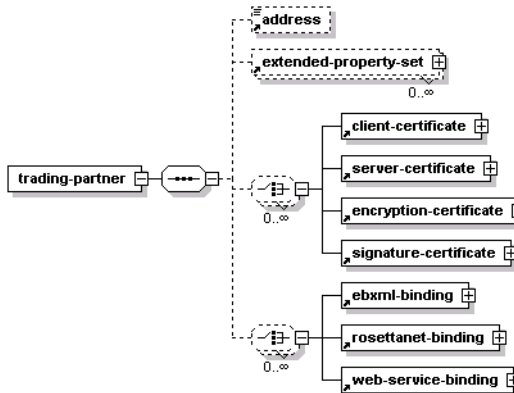 address
extended-property-set
0..∞
client-certificate
server-certificate
trading-partner
0..∞
encryption-certificate
signature-certificate
ebxml-binding
rosettanet-binding
0..∞
web-service-binding